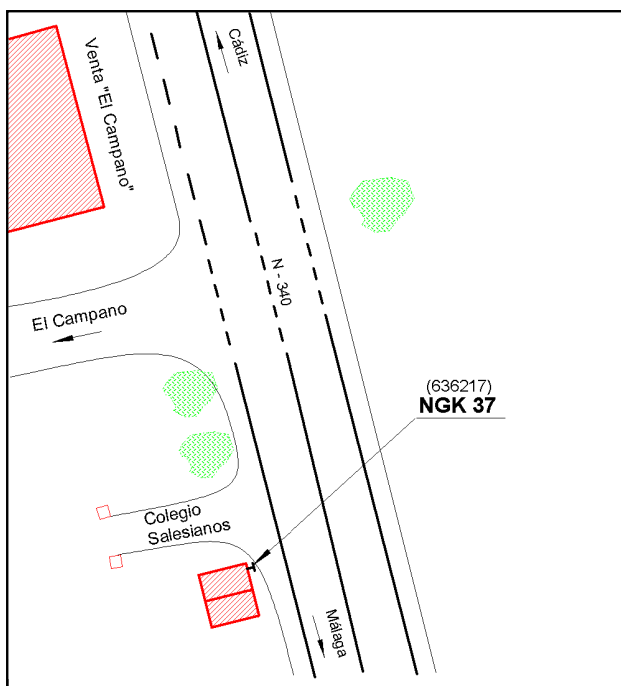 Cádiz
Venta "El Campano"
N - 340
El Campano
(636217)
NGK 37
Colegio
Salesianos
Málaga